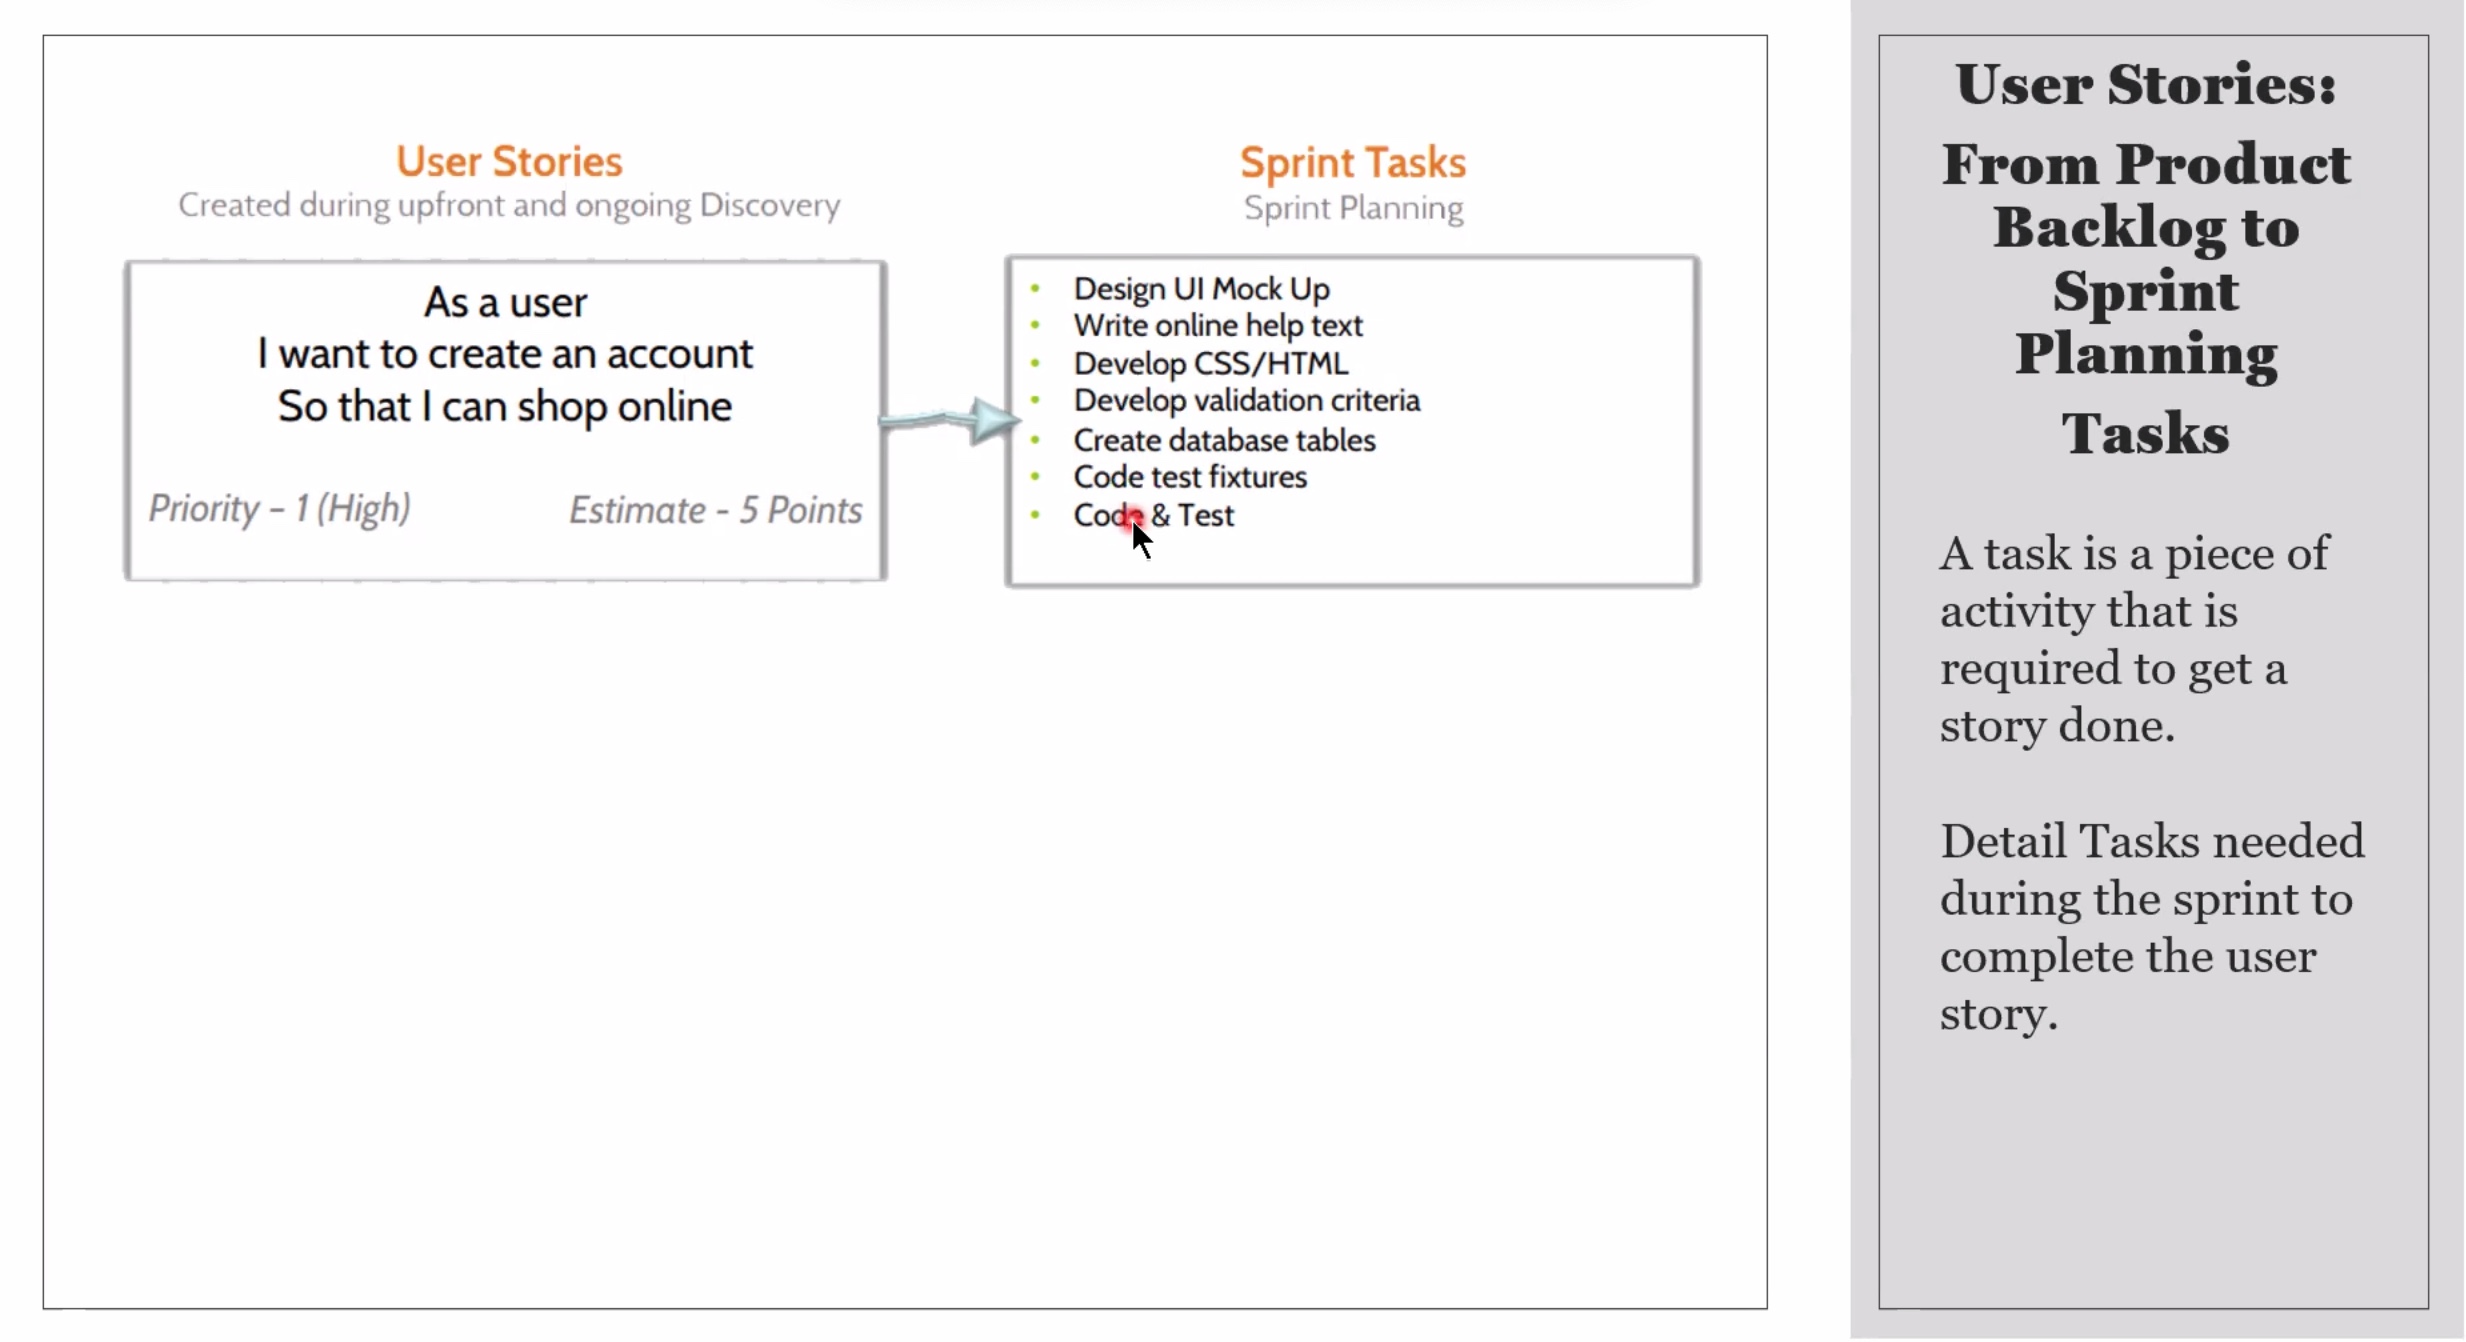 User Stories
Created during upfront and ongoing Discovery
As a user
I want to create an account
So that I can shop online
Priority – 1 (High)
Estimate - 5 Points
Sprint Tasks
Sprint Planning
• Design UI Mock Up
• Write online help text
• Develop CSS/HTML
• Develop validation criteria
• Create database tables
• Code test fixtures
• Code & Test
User Stories:
From Product
Backlog to
Sprint
Planning
Tasks
A task is a piece of
activity that is
required to get a
story done.
Detail Tasks needed
during the sprint to
complete the user
story.